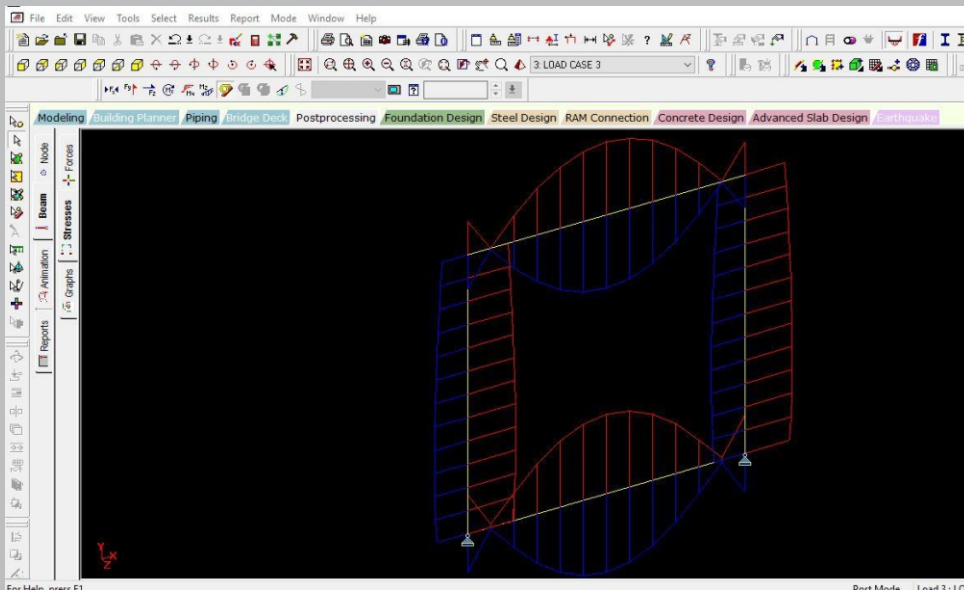 File Edit View Tools Select Results Report Mode Window Help
3: LOAD CASE 3
Modeling Building Planner Piping Bridge Deck Postprocessing Foundation Design Steel Design RAM Connection Concrete Design Advanced Slab Design Earthquake
Node
Beam
Animation
Reports
Forces
Stresses
Graphs
Y
X
Z
For Help, press F1
Post Mode Load 3 : LO